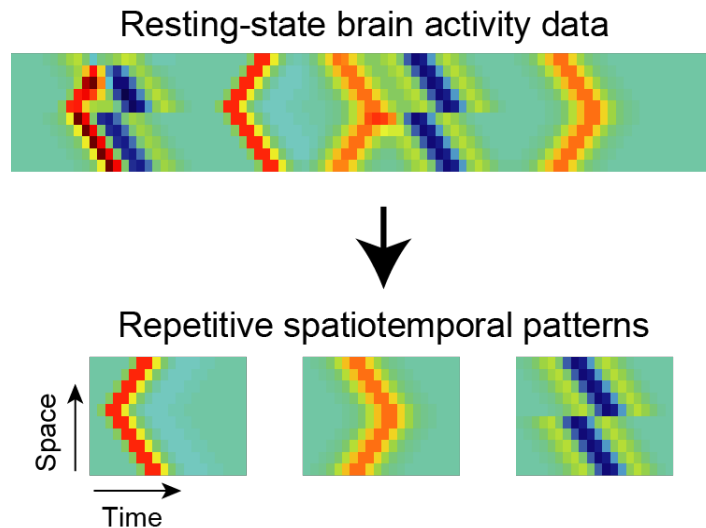 Resting-state brain activity data
Repetitive spatiotemporal patterns
Space
Time